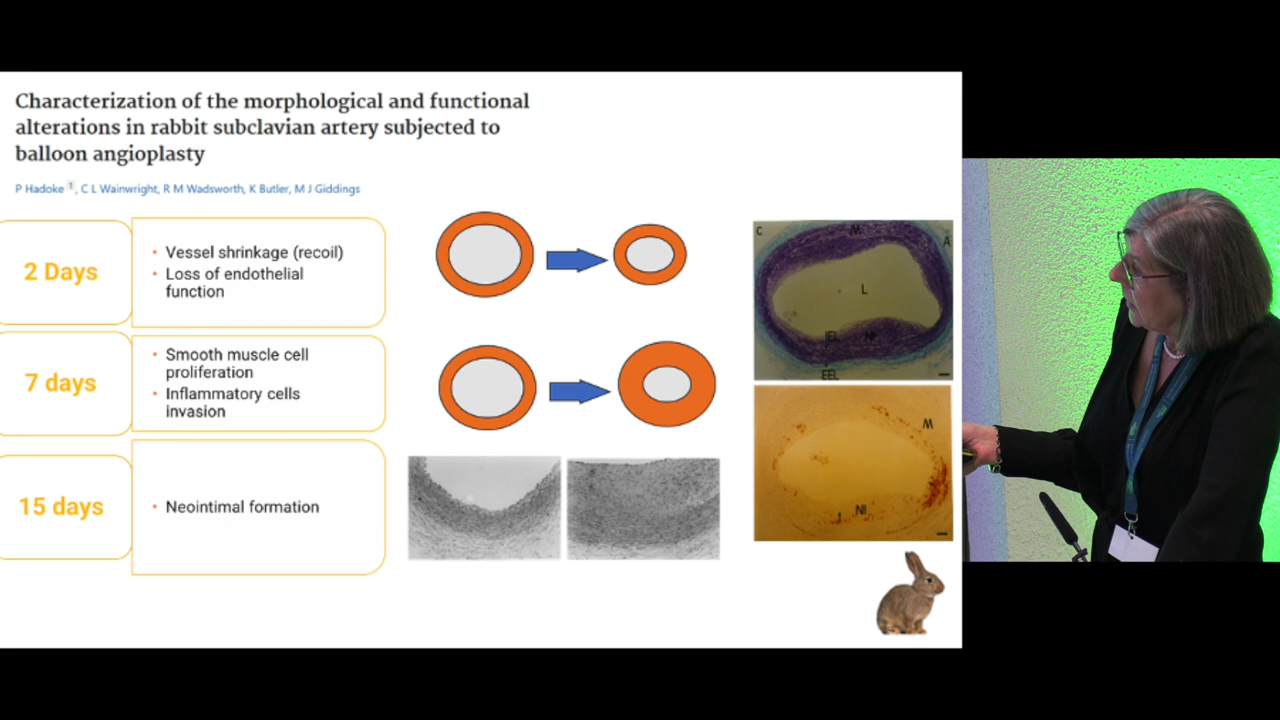 Characterization of the morphological and functional
alterations in rabbit subclavian artery subjected to
balloon angioplasty
P Hadoke 1, C L Wainwright, R M Wadsworth, K Butler, M J Giddings
2 Days
• Vessel shrinkage (recoil)
• Loss of endothelial
function
7 days
• Smooth muscle cell
proliferation
• Inflammatory cells
invasion
15 days
• Neointimal formation
C
M
A
L
IEL
NI
EEL
M
NI